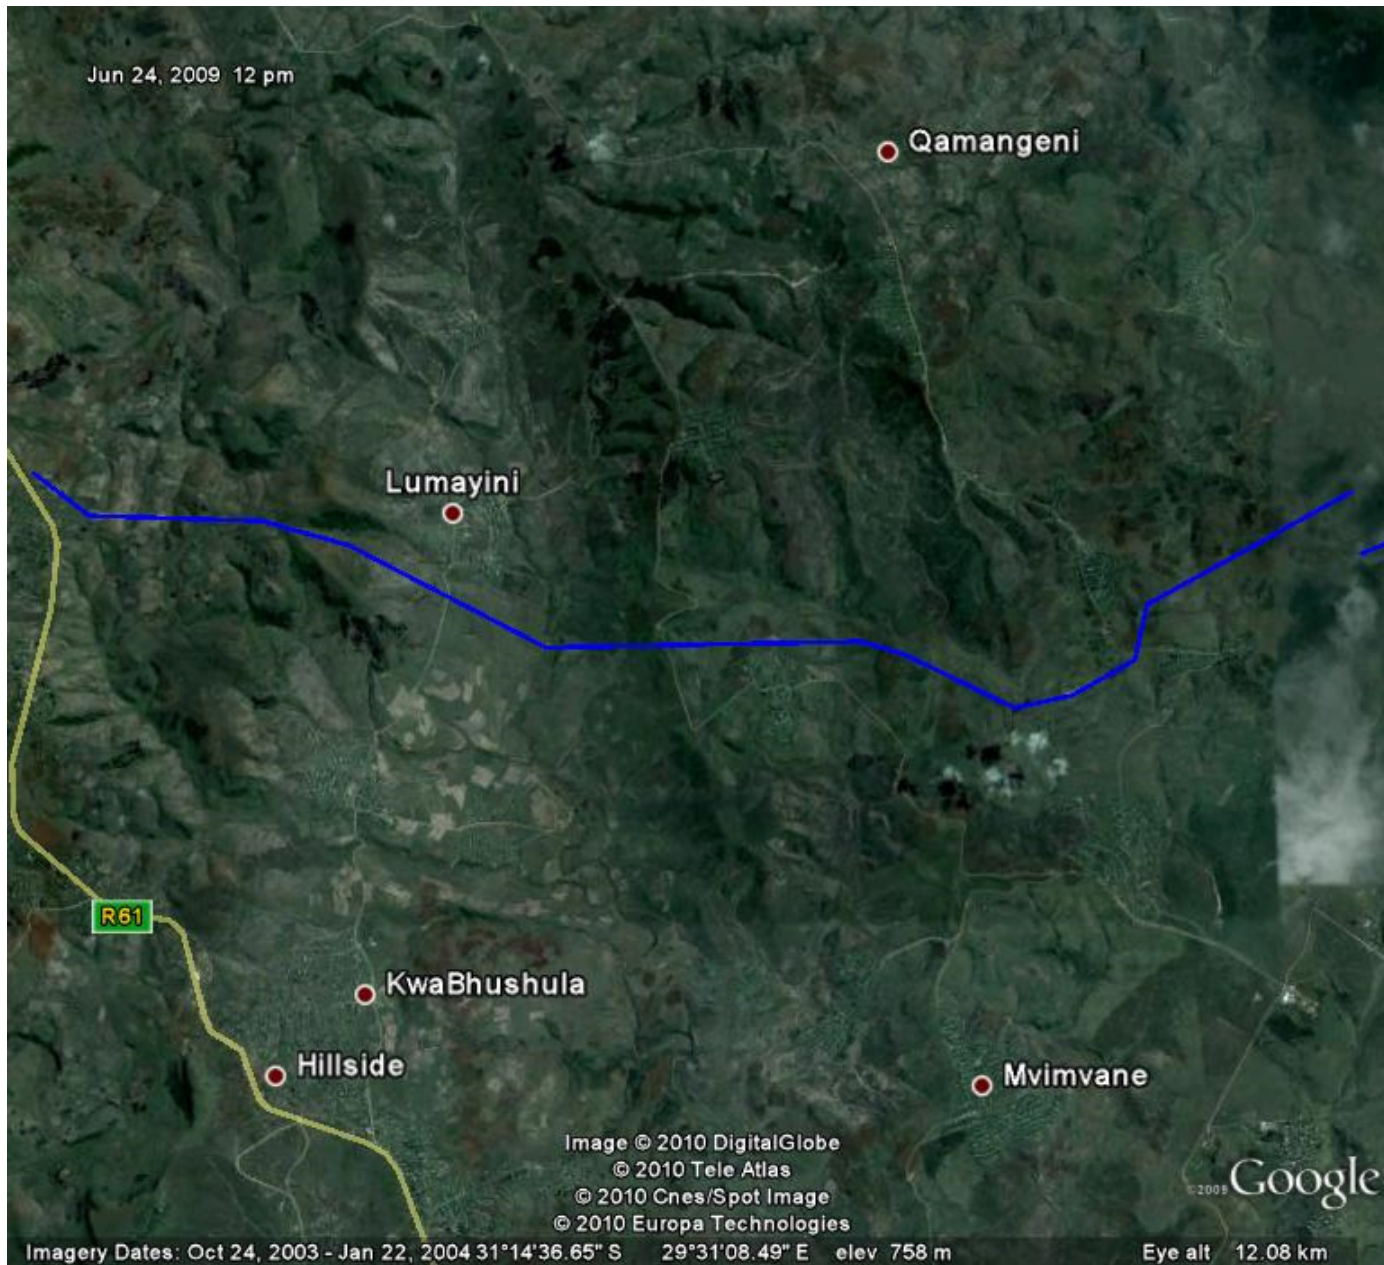 Jun 24, 2009  12 pm
Qamangeni
Lumayini
R61
KwaBhushula
Hillside
Mvimvane
Image © 2010 DigitalGlobe
© 2010 Tele Atlas
© 2010 Cnes/Spot Image
© 2010 Europa Technologies
©2009 Google
Imagery Dates: Oct 24, 2003 - Jan 22, 2004 31°14'36.65" S 29°31'08.49" E elev 758 m Eye alt 12.08 km